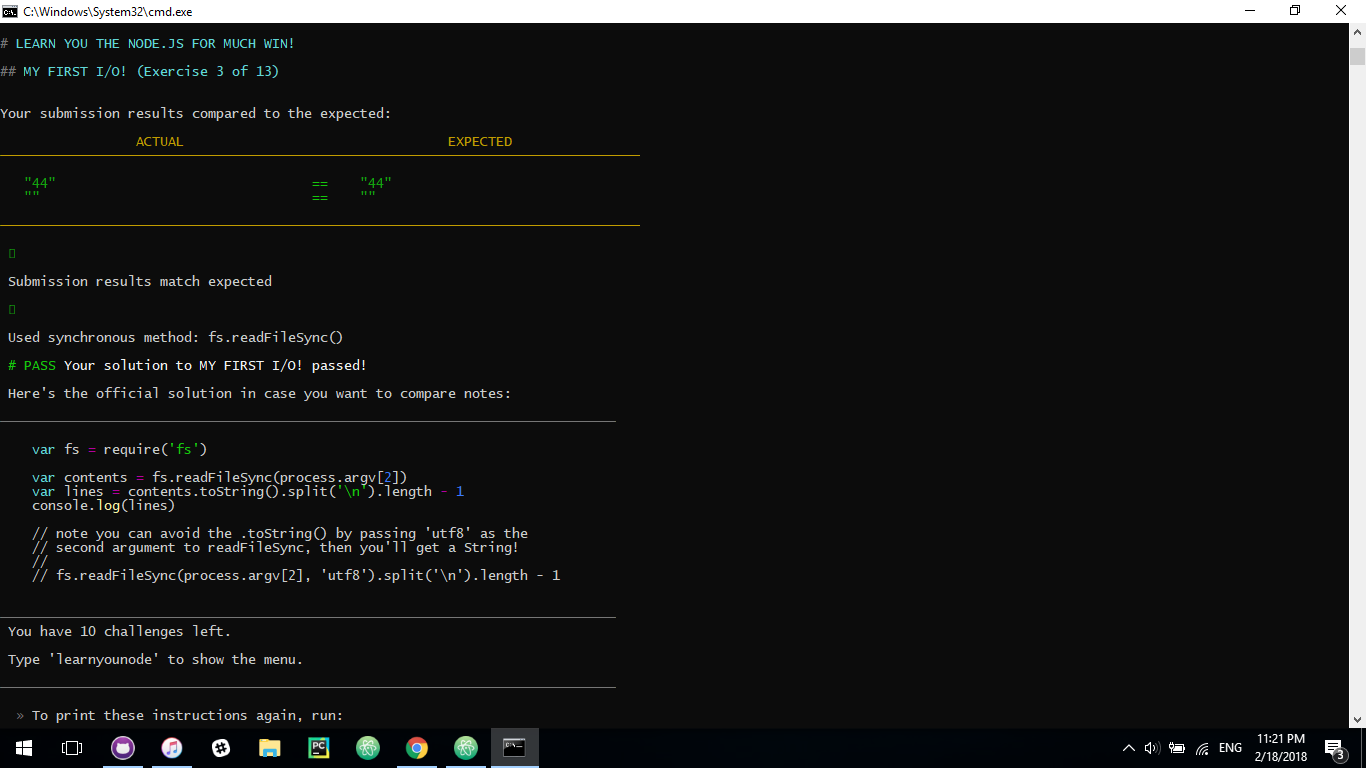 C:\Windows\System32\cmd.exe
# LEARN YOU THE NODE.JS FOR MUCH WIN!
## MY FIRST I/O! (Exercise 3 of 13)
Your submission results compared to the expected:
ACTUAL EXPECTED
"44" == "44"
"" == ""
Submission results match expected
Used synchronous method: fs.readFileSync()
# PASS Your solution to MY FIRST I/O! passed!
Here's the official solution in case you want to compare notes:
var fs = require('fs')
var contents = fs.readFileSync(process.argv[2])
var lines = contents.toString().split('\n').length - 1
console.log(lines)
// note you can avoid the .toString() by passing 'utf8' as the
// second argument to readFileSync, then you'll get a String!
//
// fs.readFileSync(process.argv[2], 'utf8').split('\n').length - 1
You have 10 challenges left.
Type 'learnyounode' to show the menu.
» To print these instructions again, run:
PC
C:\_
ENG
11:21 PM
2/18/2018
3